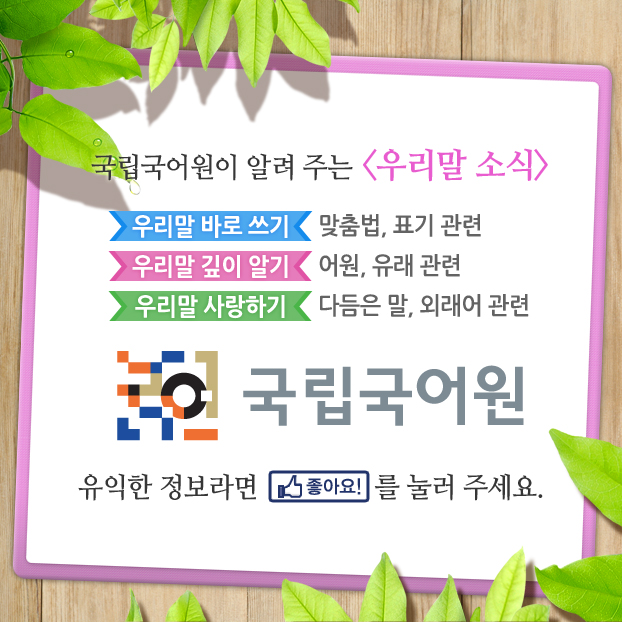 국립국어원이 알려 주는 <우리말 소식>
우리말 바로 쓰기 맞춤법, 표기 관련
우리말 깊이 알기 어원, 유래 관련
우리말 사랑하기 다듬은 말, 외래어 관련
국립국어원
유익한 정보라면 좋아요! 를 눌러 주세요.